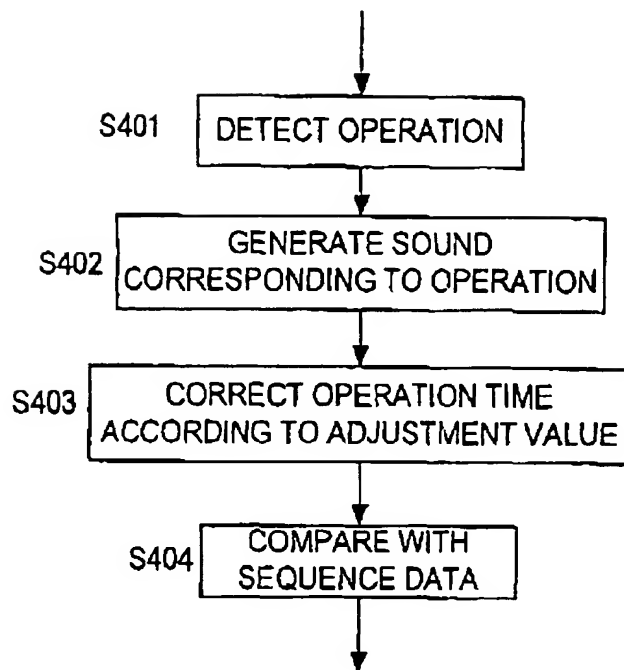 S401
DETECT OPERATION
S402
GENERATE SOUND
CORRESPONDING TO OPERATION
S403
CORRECT OPERATION TIME
ACCORDING TO ADJUSTMENT VALUE
S404
COMPARE WITH
SEQUENCE DATA